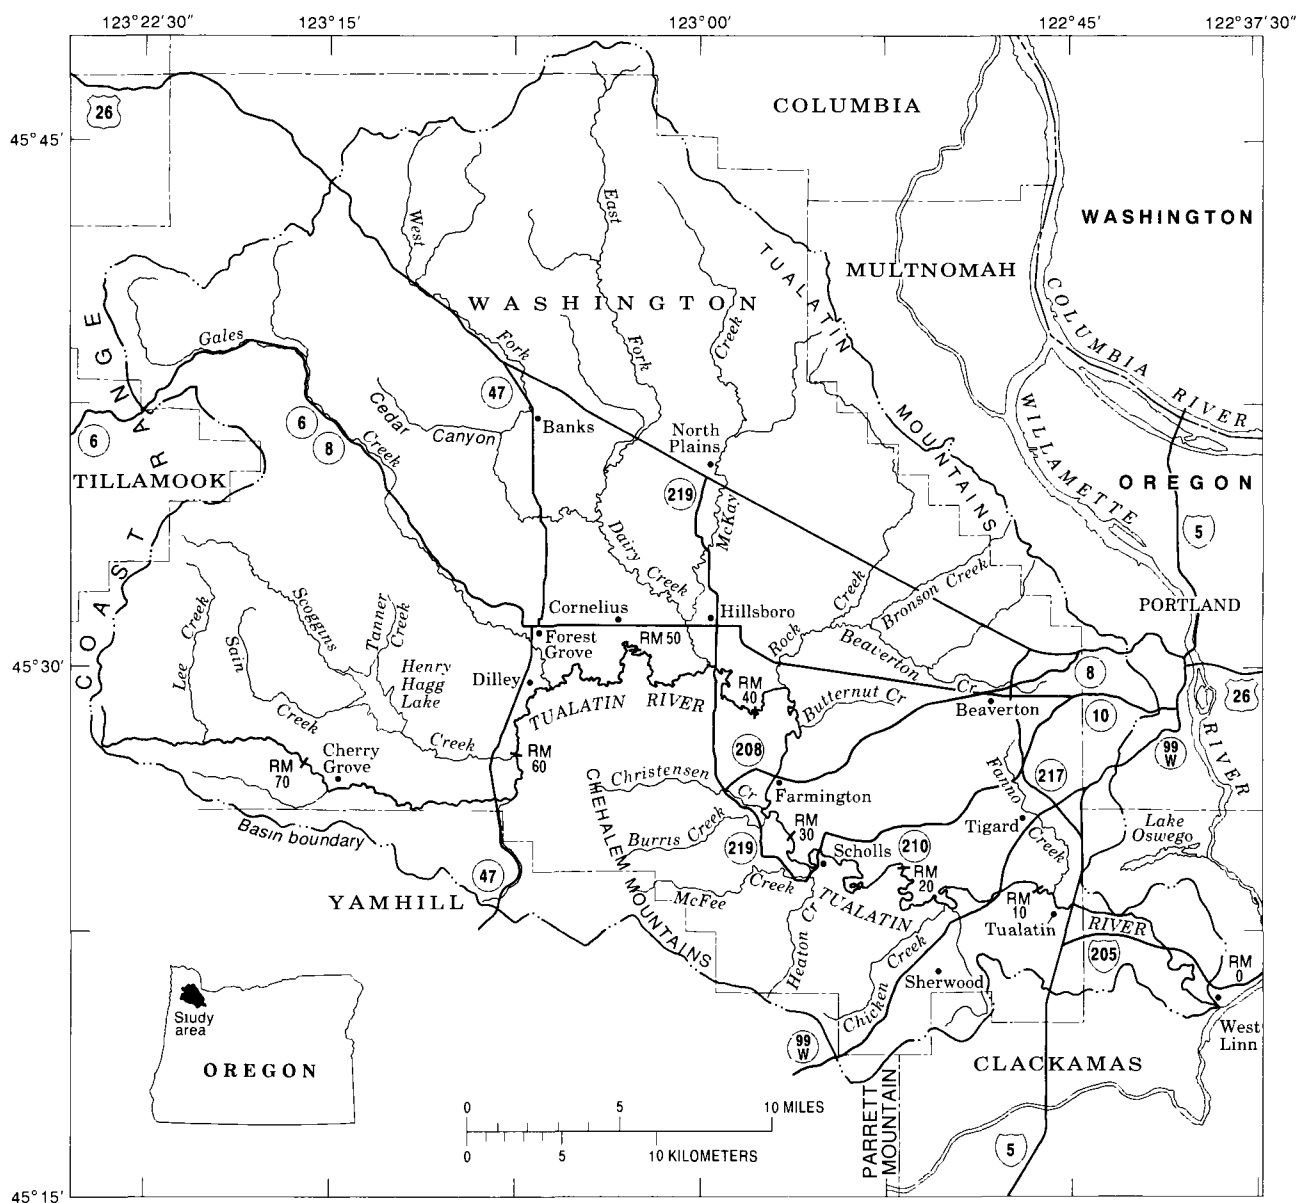 123°22'30"
123°15'
123°00'
122°45'
122°37'30"
45°45'
45°30'
45°15'
26
COLUMBIA
WASHINGTON
MULTNOMAH
TUALATIN
MOUNTAINS
West
East
WASHINGTON
Creek
COLUMBIA RIVER
COAST RANGE
Gales
Fork
Fork
47
6
8
Creek
Cedar
Canyon
Banks
North
Plains
WILLAMETTE
6
TILLAMOOK
OREGON
219
McKay
5
Dairy
Creek
Lee
Creek
Scoggins
Tanner
Creek
Sain
Creek
Cornelius
Hillsboro
Creek
Bronson Creek
PORTLAND
Forest
Grove
RM 50
Rock
Beaverton
Cr
8
Henry
Hagg
Lake
Dilley
TUALATIN RIVER
RM
40
Butternut Cr
Beaverton
26
10
Creek
RM
60
208
99
W
RIVER
Cherry
Grove
RM
70
Christensen
Cr
Farmington
217
Fanno
Creek
CHEHALEM MOUNTAINS
Burris Creek
RM
30
Tigard
Lake
Oswego
Basin boundary
219
Scholls
210
47
McFee
Creek
RM
20
YAMHILL
TUALATIN
RM
10
Tualatin
RIVER
Heaton Cr
Creek
Chicken
205
RM
0
Sherwood
Study
area
OREGON
99
W
West
Linn
CLACKAMAS
PARRETT
MOUNTAIN
0 5 10 MILES
0 5 10 KILOMETERS
5